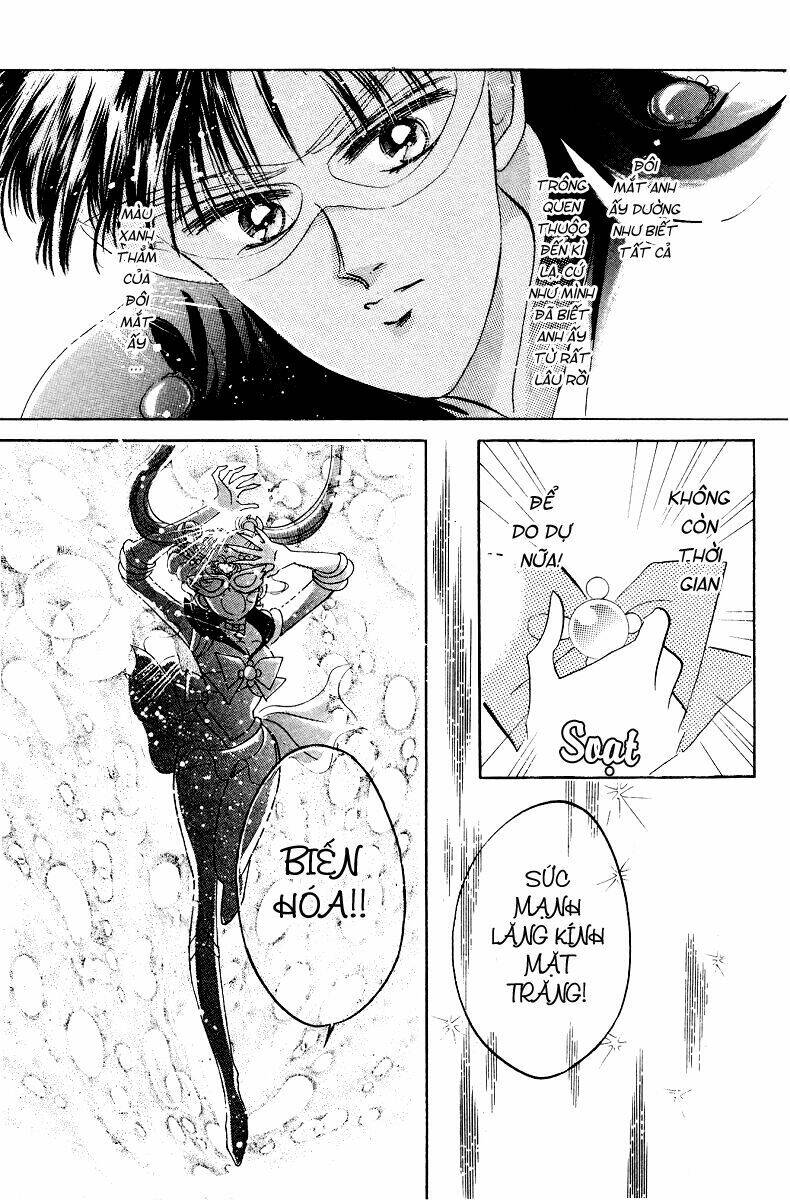 ĐÔI
MẮT ANH
ẤY DƯỜNG
NHƯ BIẾT
TẤT CẢ
TRÔNG
QUEN
THUỘC
ĐẾN KÌ
LẠ, CỨ
NHƯ MÌNH
ĐÃ BIẾT
ANH ẤY
TỪ RẤT
LÂU RỒI
MÀU
XANH
THẲM
CỦA
ĐÔI
MẮT
ẤY
...
KHÔNG
CÒN
THỜI
GIAN
ĐỂ
DO DỰ
NỮA!
Soạt
SỨC
MẠNH
LĂNG KÍNH
MẶT
TRĂNG!
BIẾN
HÓA!!